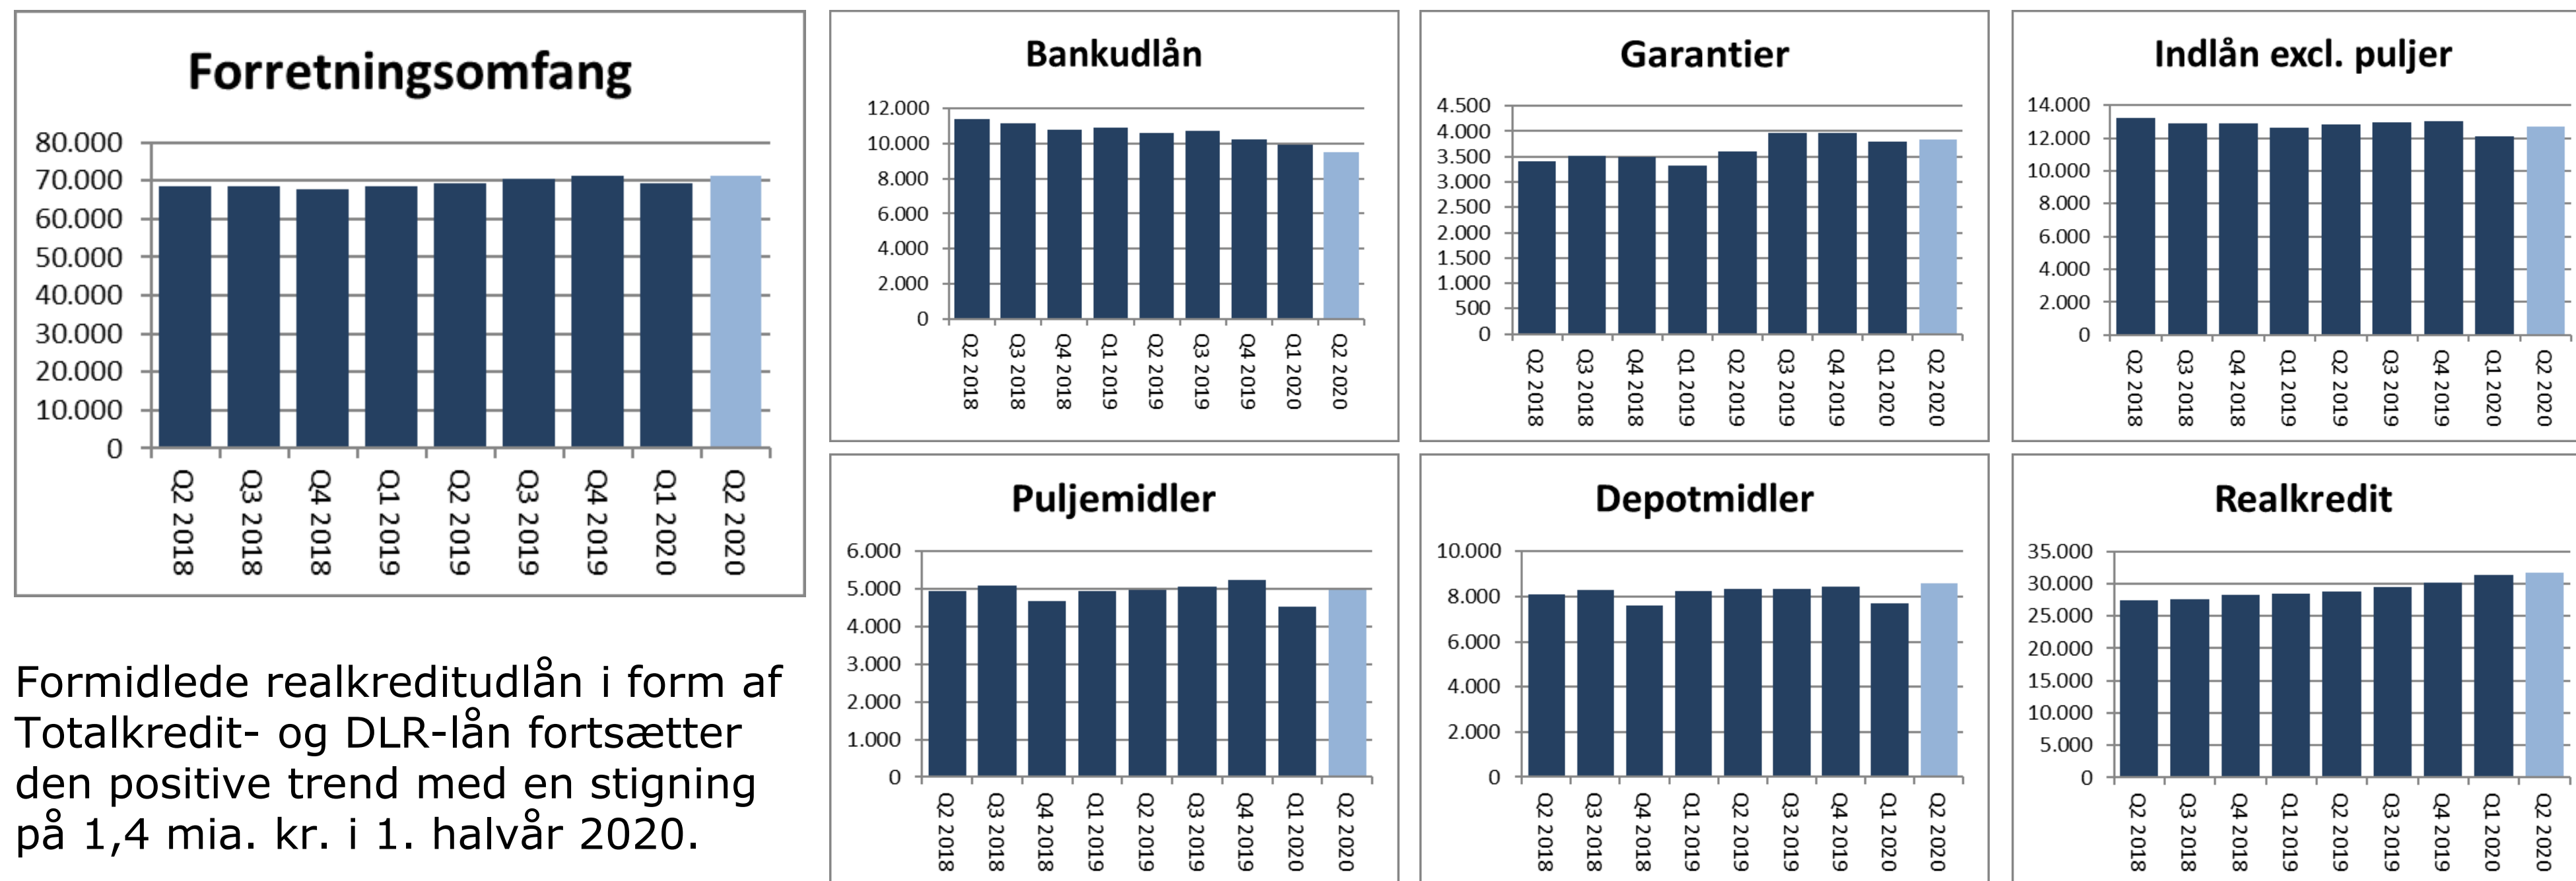 Forretningsomfang
80.000
70.000
60.000
50.000
40.000
30.000
20.000
10.000
0
Q2 2018
Q3 2018
Q4 2018
Q1 2019
Q2 2019
Q3 2019
Q4 2019
Q1 2020
Q2 2020
Formidlede realkreditudlån i form af
Totalkredit- og DLR-lån fortsætter
den positive trend med en stigning
på 1,4 mia. kr. i 1. halvår 2020.
Bankudlån
12.000
10.000
8.000
6.000
4.000
2.000
0
Q2 2018
Q3 2018
Q4 2018
Q1 2019
Q2 2019
Q3 2019
Q4 2019
Q1 2020
Q2 2020
Garantier
4.500
4.000
3.500
3.000
2.500
2.000
1.500
1.000
500
0
Q2 2018
Q3 2018
Q4 2018
Q1 2019
Q2 2019
Q3 2019
Q4 2019
Q1 2020
Q2 2020
Indlån excl. puljer
14.000
12.000
10.000
8.000
6.000
4.000
2.000
0
Q2 2018
Q3 2018
Q4 2018
Q1 2019
Q2 2019
Q3 2019
Q4 2019
Q1 2020
Q2 2020
Puljemidler
6.000
5.000
4.000
3.000
2.000
1.000
0
Q2 2018
Q3 2018
Q4 2018
Q1 2019
Q2 2019
Q3 2019
Q4 2019
Q1 2020
Q2 2020
Depotmidler
10.000
8.000
6.000
4.000
2.000
0
Q2 2018
Q3 2018
Q4 2018
Q1 2019
Q2 2019
Q3 2019
Q4 2019
Q1 2020
Q2 2020
Realkredit
35.000
30.000
25.000
20.000
15.000
10.000
5.000
0
Q2 2018
Q3 2018
Q4 2018
Q1 2019
Q2 2019
Q3 2019
Q4 2019
Q1 2020
Q2 2020